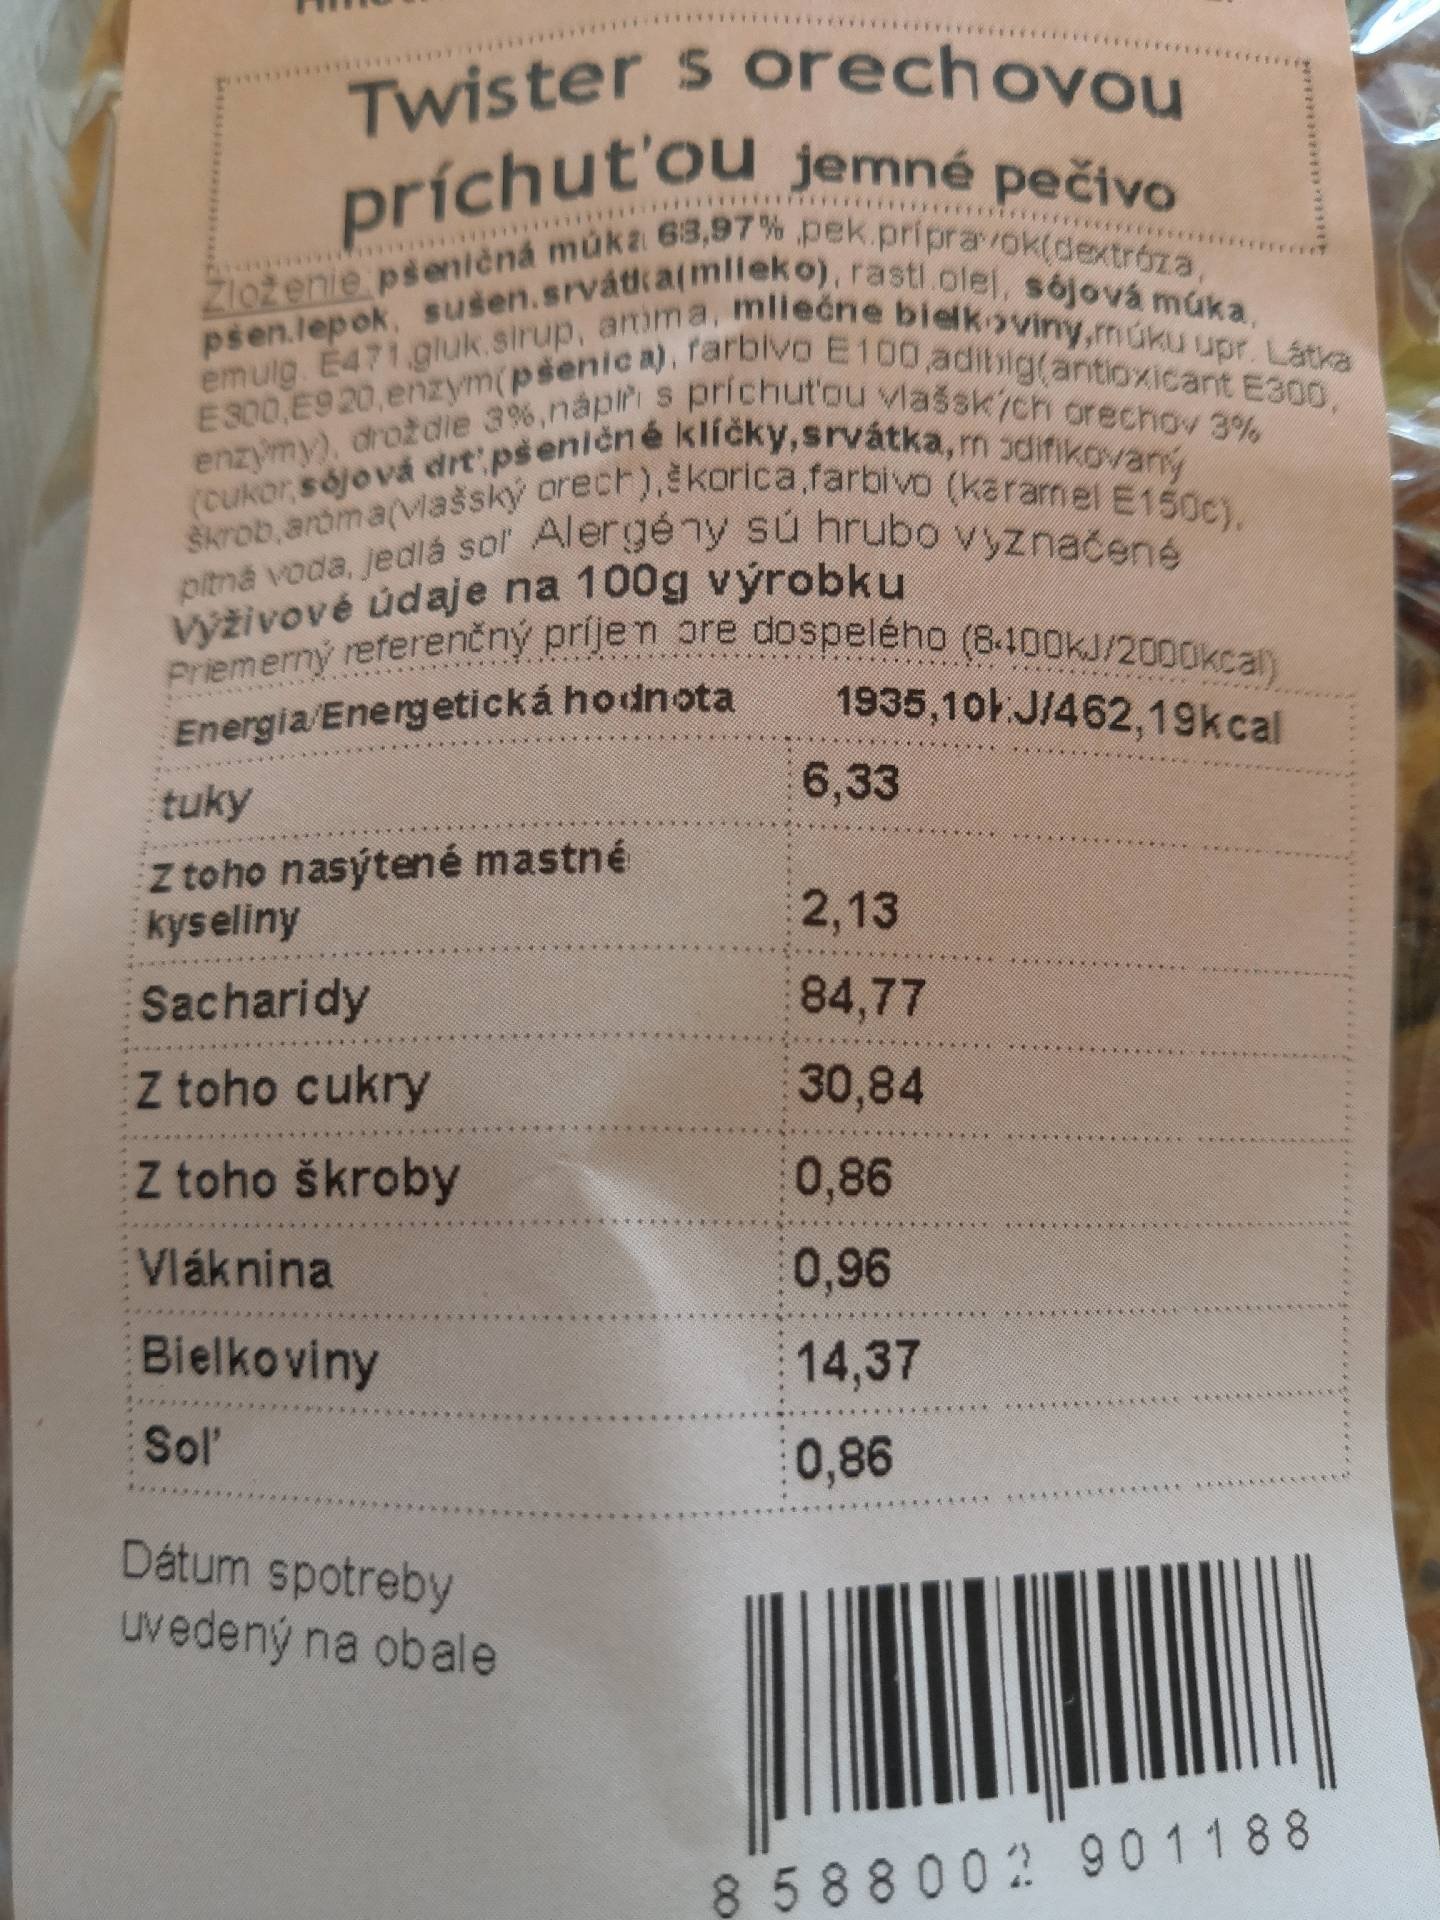 Twister s orechovou
príchuťou jemné pečivo
Zloženie pšeničná múka 63,97% ,pek.prípravok(dextróza,
pšen.lepok, sušen.srvátka(mlieko), rastl.olej, sójová múka,
emulg. E471,gluk.sirup, aróma, mliečne bielkoviny,múku upr. Látka
E300,E920,enzým(pšenica), farbivo E100,adibig(antioxicant E300,
enzýmy), droždie 3%,náplň s príchuťou vlašských orechov 3%
(cukor,sójová drť,pšeničné klíčky,srvátka,modifikovaný
škrob,aróma(vlašský orech),škorica,farbivo (karamel E150c),
pitná voda, jedlá soľ Alergény sú hrubo vyznačené
Výživové údaje na 100g výrobku
Priemerný referenčný príjem pre dospelého (8400kJ/2000kcal)
Energia/Energetická hodnota 1935,10kJ/462,19kcal
tuky 6,33
Z toho nasýtené mastné
kyseliny 2,13
Sacharidy 84,77
Z toho cukry 30,84
Z toho škroby 0,86
Vláknina 0,96
Bielkoviny 14,37
Soľ 0,86
Dátum spotreby
uvedený na obale
8 588002 901188